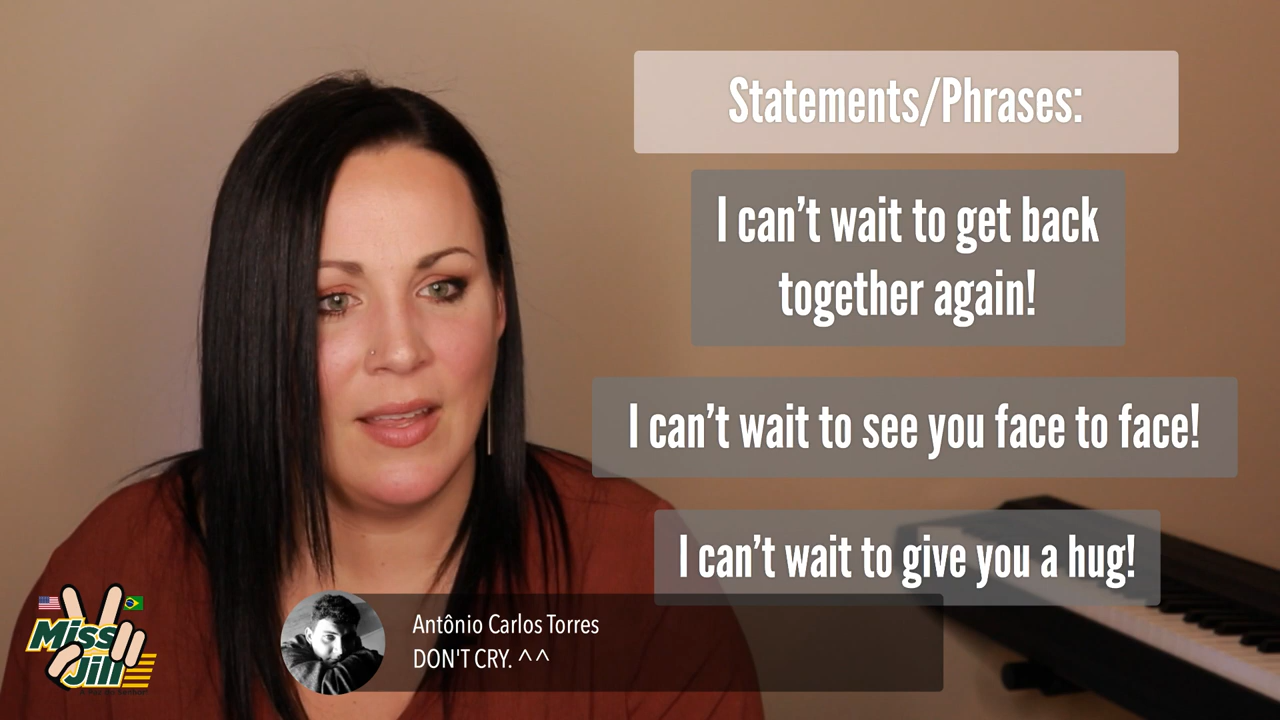 Statements/Phrases:
I can't wait to get back
together again!
I can't wait to see you face to face!
I can't wait to give you a hug!
Antônio Carlos Torres
DON'T CRY. ^^
Miss
Jill